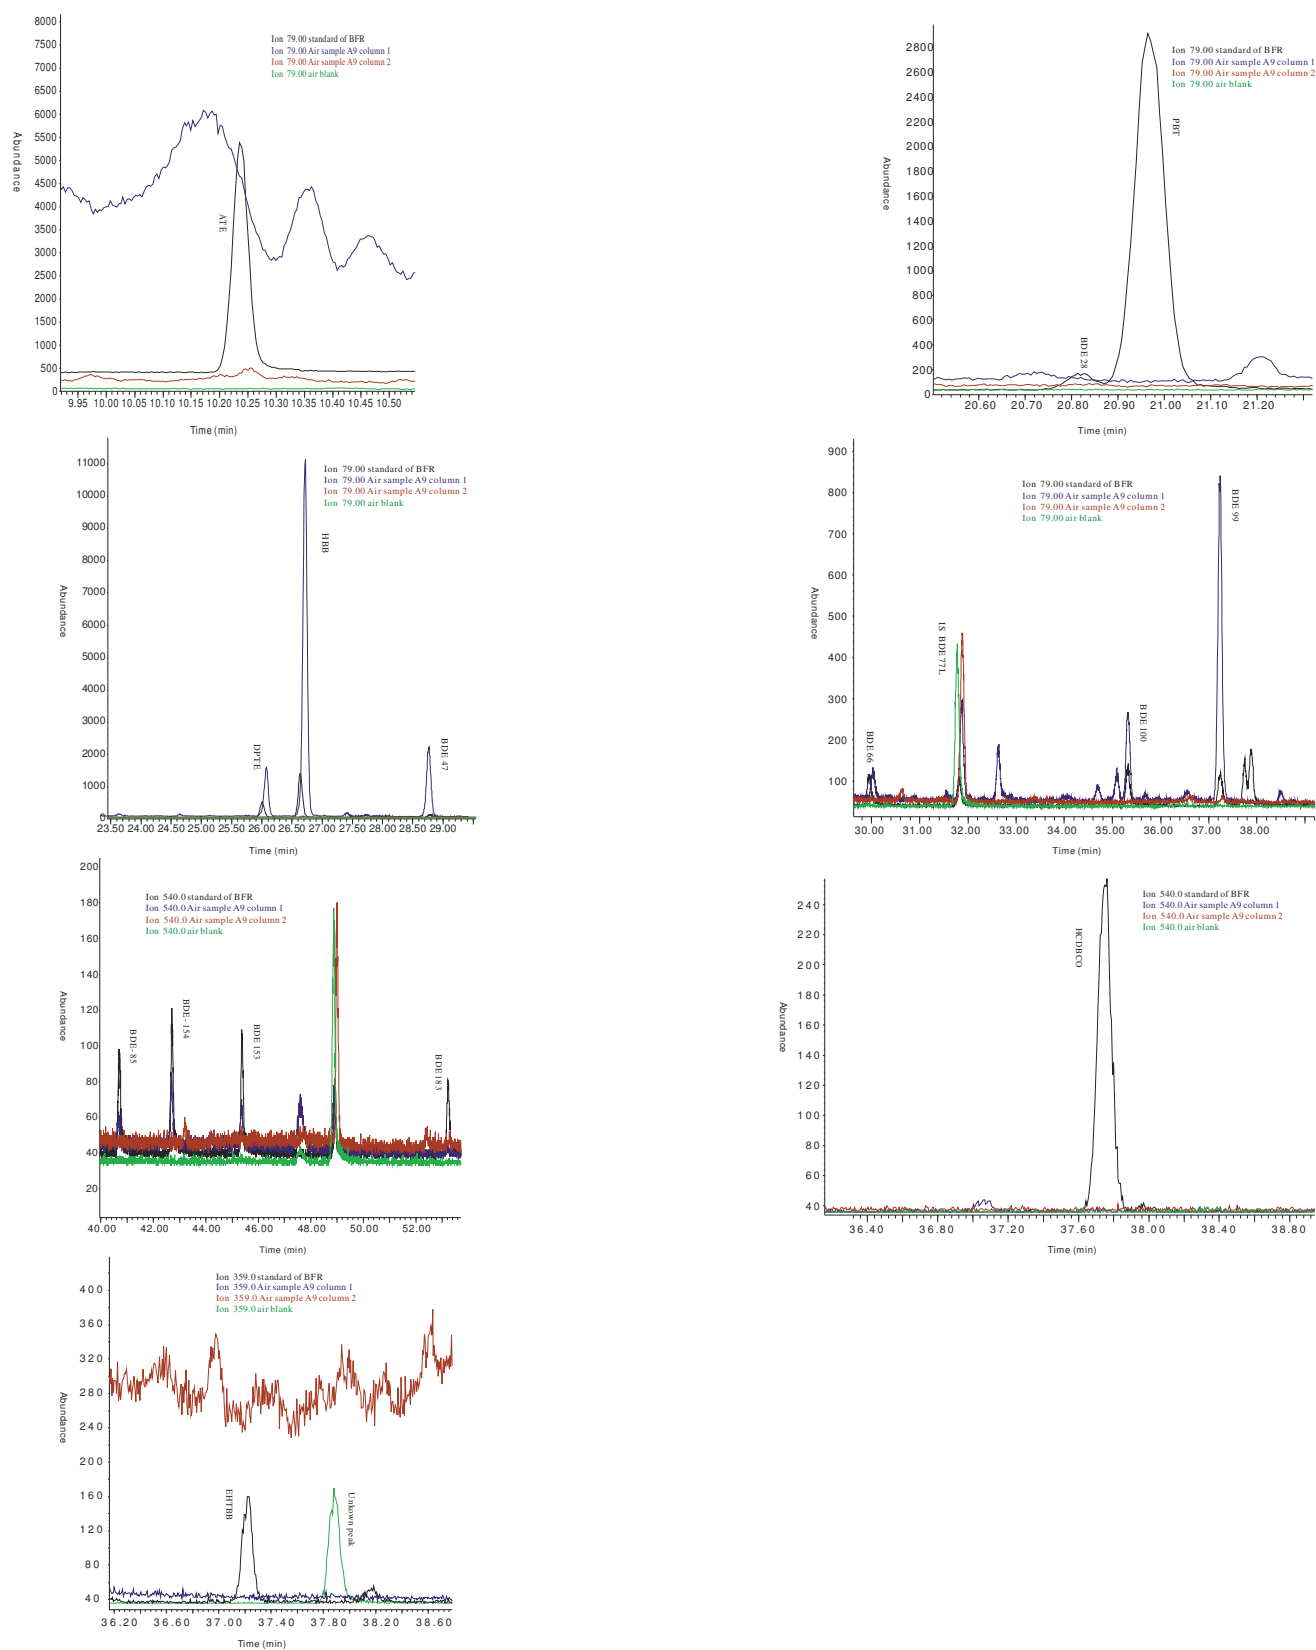 8000
7500
7000
6500
6000
5500
5000
4500
4000
3500
3000
2500
2000
1500
1000
500
0
Abundance
Ion 79.00 standard of BFR
Ion 79.00 Air sample A9 column 1
Ion 79.00 Air sample A9 column 2
Ion 79.00 air blank
ATE
9.95 10.00 10.05 10.10 10.15 10.20 10.25 10.30 10.35 10.40 10.45 10.50
Time (min)
2800
2600
2400
2200
2000
1800
1600
1400
1200
1000
800
600
400
200
0
Abundance
Ion 79.00 standard of BFR
Ion 79.00 Air sample A9 column 1
Ion 79.00 Air sample A9 column 2
Ion 79.00 air blank
PBT
BDE 28
20.60 20.70 20.80 20.90 21.00 21.10 21.20
Time (min)
11000
10000
9000
8000
7000
6000
5000
4000
3000
2000
1000
0
Abundance
Ion 79.00 standard of BFR
Ion 79.00 Air sample A9 column 1
Ion 79.00 Air sample A9 column 2
Ion 79.00 air blank
HBB
DPTE
BDE 47
23.50 24.00 24.50 25.00 25.50 26.00 26.50 27.00 27.50 28.00 28.50 29.00
Time (min)
900
800
700
600
500
400
300
200
100
Abundance
Ion 79.00 standard of BFR
Ion 79.00 Air sample A9 column 1
Ion 79.00 Air sample A9 column 2
Ion 79.00 air blank
BDE 99
IS BDE 77L
BDE 100
BDE 66
30.00 31.00 32.00 33.00 34.00 35.00 36.00 37.00 38.00
Time (min)
200
180
160
140
120
100
80
60
40
20
Abundance
Ion 540.0 standard of BFR
Ion 540.0 Air sample A9 column 1
Ion 540.0 Air sample A9 column 2
Ion 540.0 air blank
BDE-85
BDE-154
BDE 153
BDE 183
40.00 42.00 44.00 46.00 48.00 50.00 52.00
Time (min)
240
220
200
180
160
140
120
100
80
60
40
Abundance
Ion 540.0 standard of BFR
Ion 540.0 Air sample A9 column 1
Ion 540.0 Air sample A9 column 2
Ion 540.0 air blank
HCDBCO
36.40 36.80 37.20 37.60 38.00 38.40 38.80
Time (min)
400
360
320
280
240
200
160
120
80
40
Abundance
Ion 359.0 standard of BFR
Ion 359.0 Air sample A9 column 1
Ion 359.0 Air sample A9 column 2
Ion 359.0 air blank
EHTBB
Unkown peak
36.20 36.60 37.00 37.40 37.80 38.20 38.60
Time (min)